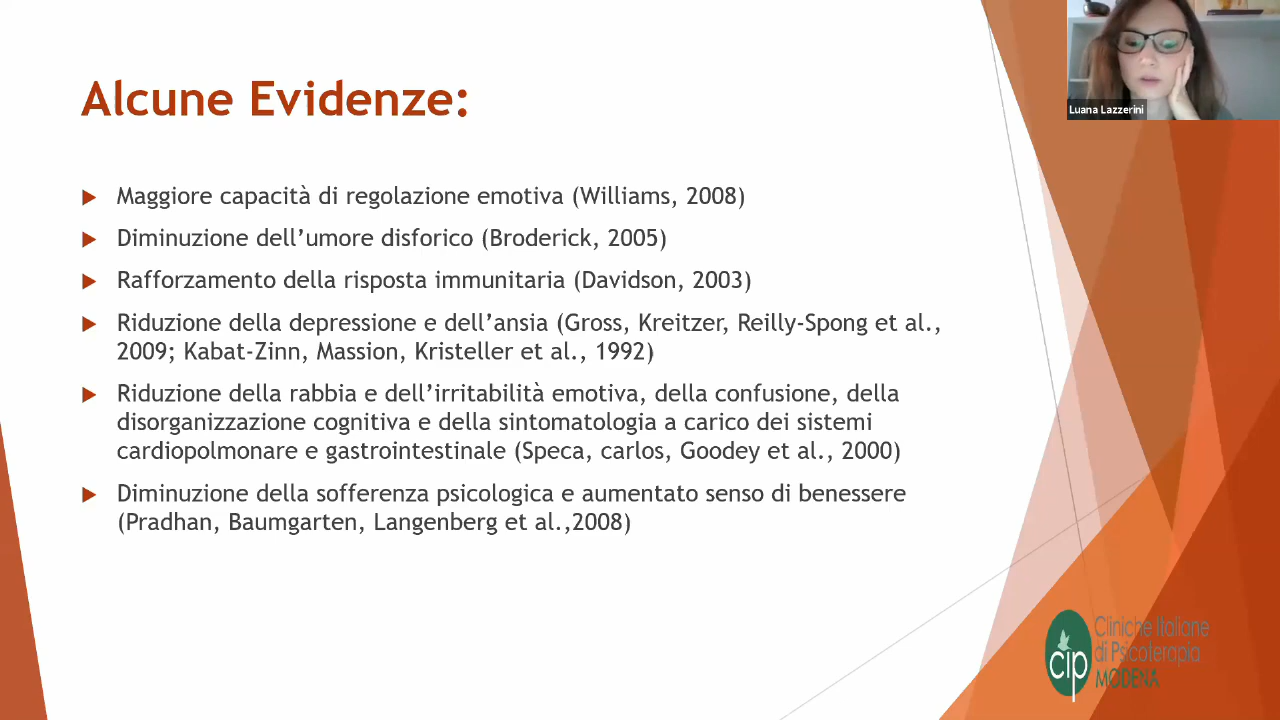 Alcune Evidenze:
Luana Lazzerini
Maggiore capacità di regolazione emotiva (Williams, 2008)
Diminuzione dell’umore disforico (Broderick, 2005)
Rafforzamento della risposta immunitaria (Davidson, 2003)
Riduzione della depressione e dell’ansia (Gross, Kreitzer, Reilly-Spong et al.,
2009; Kabat-Zinn, Massion, Kristeller et al., 1992)
Riduzione della rabbia e dell’irritabilità emotiva, della confusione, della
disorganizzazione cognitiva e della sintomatologia a carico dei sistemi
cardiopolmonare e gastrointestinale (Speca, carlos, Goodey et al., 2000)
Diminuzione della sofferenza psicologica e aumentato senso di benessere
(Pradhan, Baumgarten, Langenberg et al.,2008)
cip
Cliniche Italiane
di Psicoterapia
MODENA